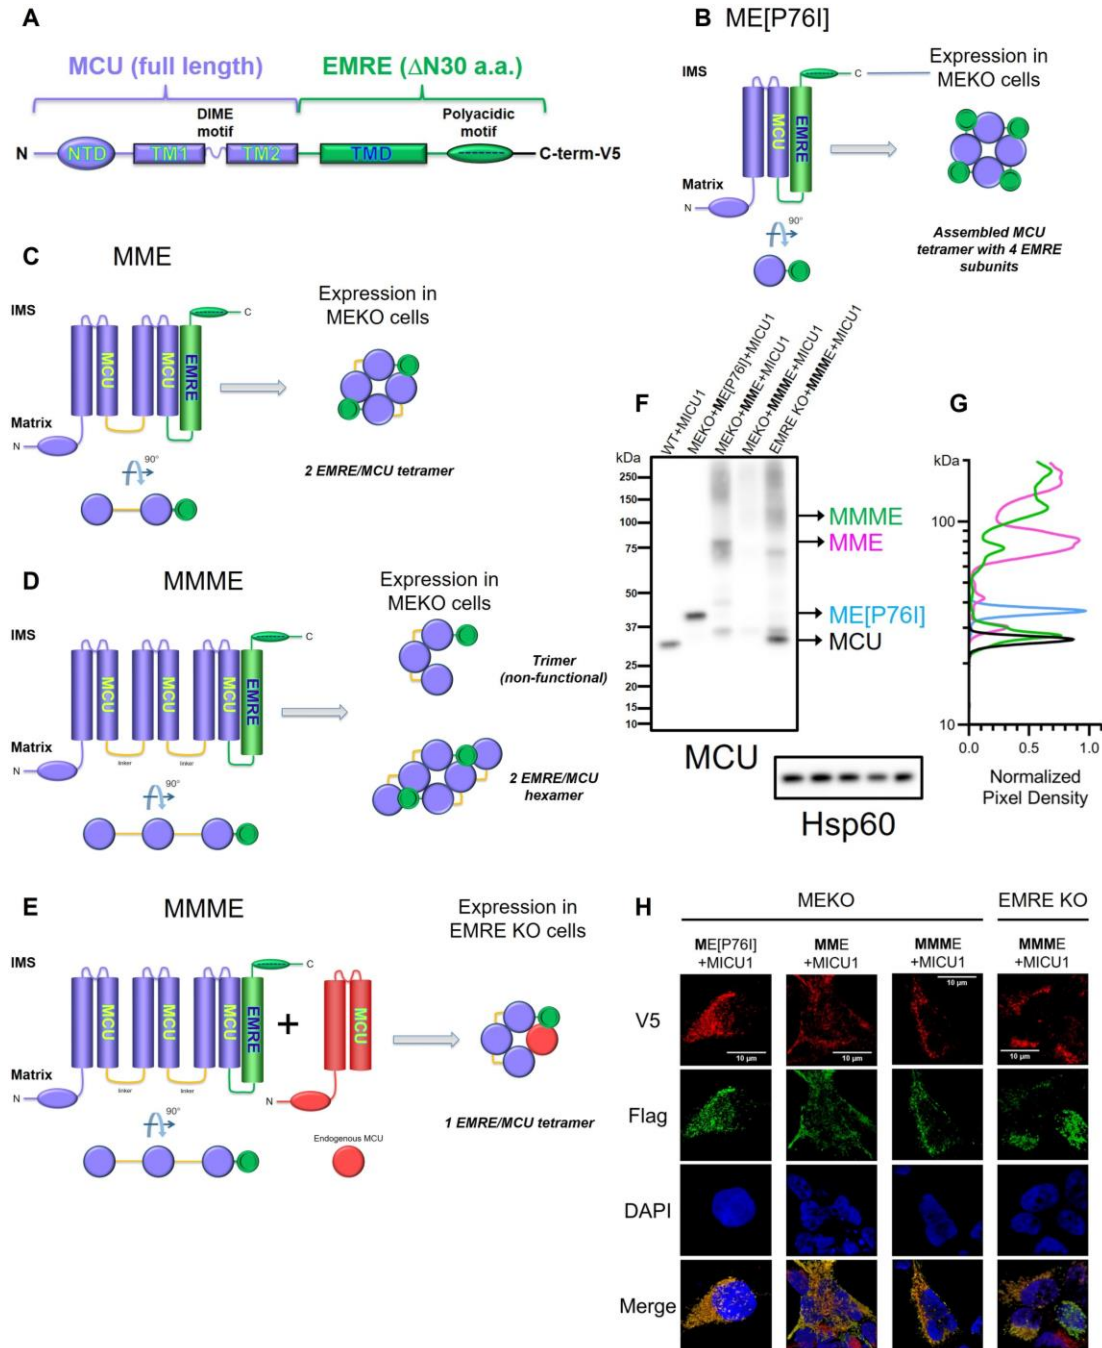 A
MCU (full length)
EMRE (ΔN30 a.a.)
DIME
motif
Polyacidic
motif
N
NTD
TM1
TM2
TMD
C-term-V5
B ME[P76I]
IMS
C
Expression in
MEKO cells
MCU
EMRE
Matrix
N
90°
Assembled MCU
tetramer with 4 EMRE
subunits
C MME
IMS
C
Expression in
MEKO cells
MCU
MCU
EMRE
Matrix
N
90°
2 EMRE/MCU tetramer
D MMME
IMS
C
Expression in
MEKO cells
MCU
MCU
MCU
EMRE
Trimer
(non-functional)
Matrix
N
linker
linker
90°
2 EMRE/MCU
hexamer
E MMME
IMS
C
Expression in
EMRE KO cells
MCU
MCU
MCU
EMRE
+
MCU
Matrix
N
linker
linker
N
90°
Endogenous MCU
1 EMRE/MCU tetramer
F
WT+MICU1
MEKO+ME[P76I]+MICU1
MEKO+MME+MICU1
MEKO+MMME+MICU1
EMRE KO+MMME+MICU1
kDa
250
150
100
75
50
37
25
20
15
10
MMME
MME
ME[P76I]
MCU
MCU
Hsp60
G
kDa
100
10
0.0 0.5 1.0
Normalized
Pixel Density
H
MEKO
EMRE KO
ME[P76I]
+MICU1
MME
+MICU1
MMME
+MICU1
MMME
+MICU1
V5
10 μm
10 μm
10 μm
10 μm
Flag
DAPI
Merge